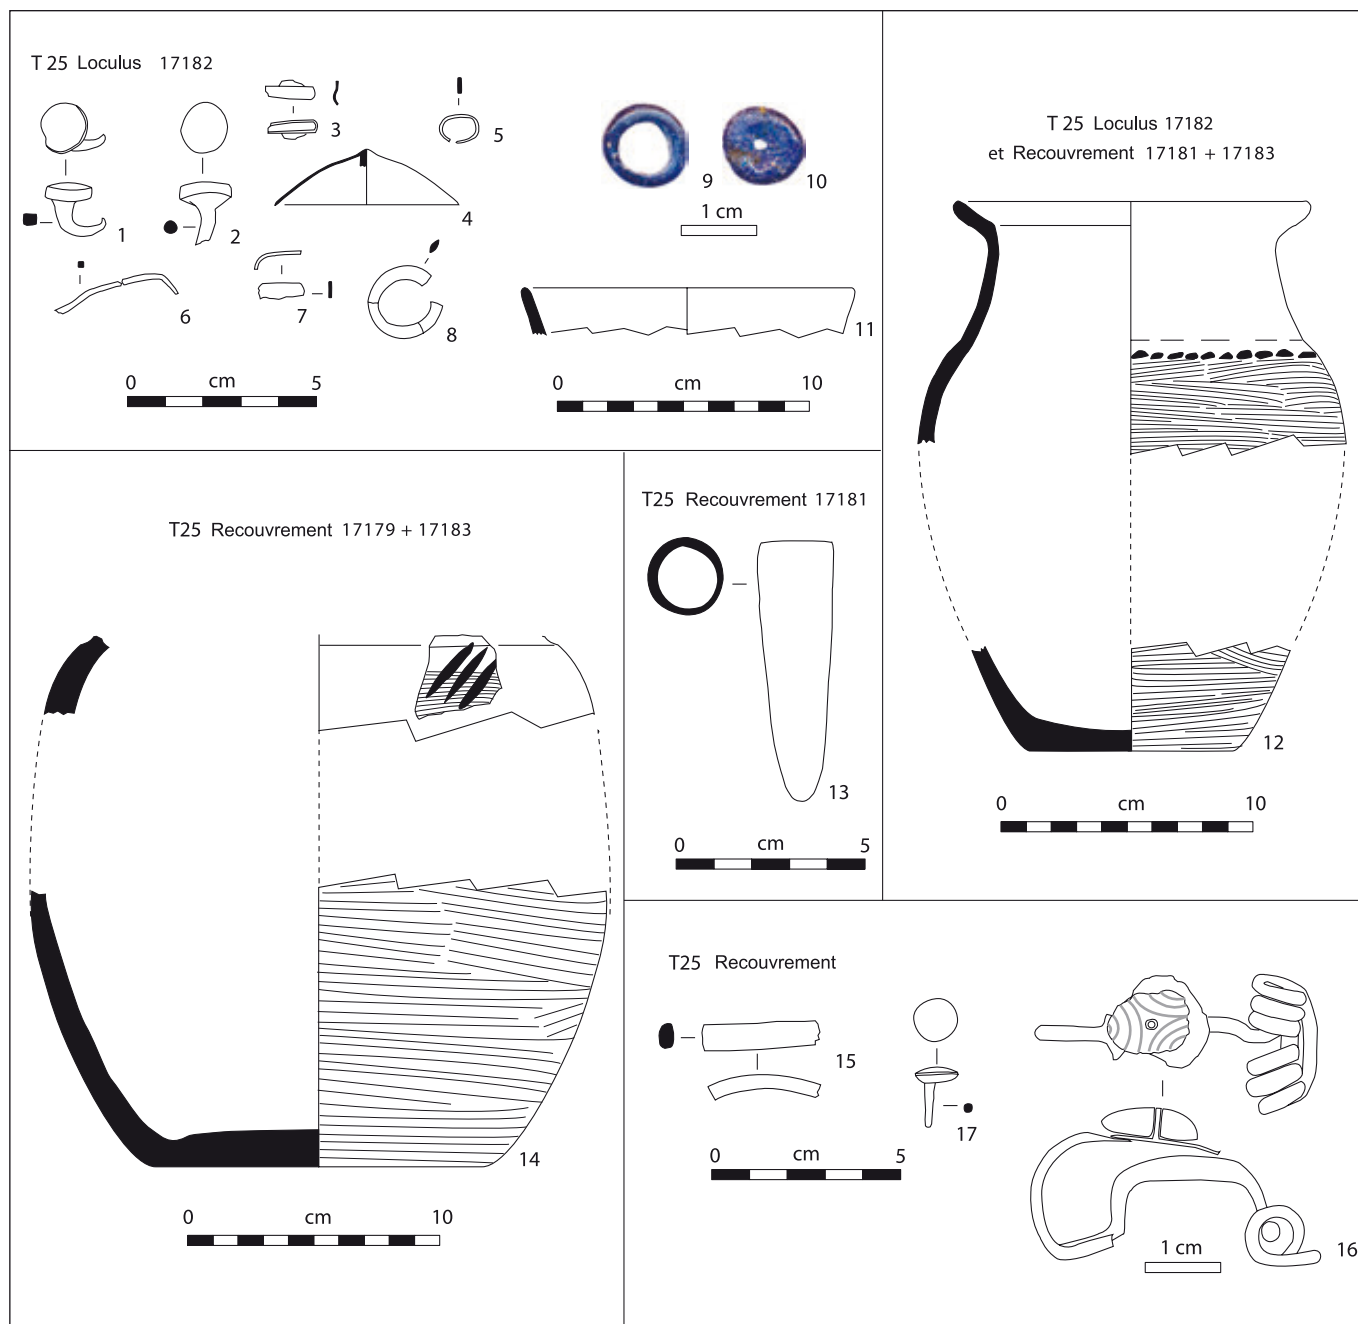 T 25 Loculus 17182
1
2
3
4
5
6
7
8
9
10
1 cm
11
0 cm 5
0 cm 10
T 25 Loculus 17182
et Recouvrement 17181 + 17183
12
0 cm 10
T25 Recouvrement 17179 + 17183
14
0 cm 10
T25 Recouvrement 17181
13
0 cm 5
T25 Recouvrement
15
17
0 cm 5
16
1 cm